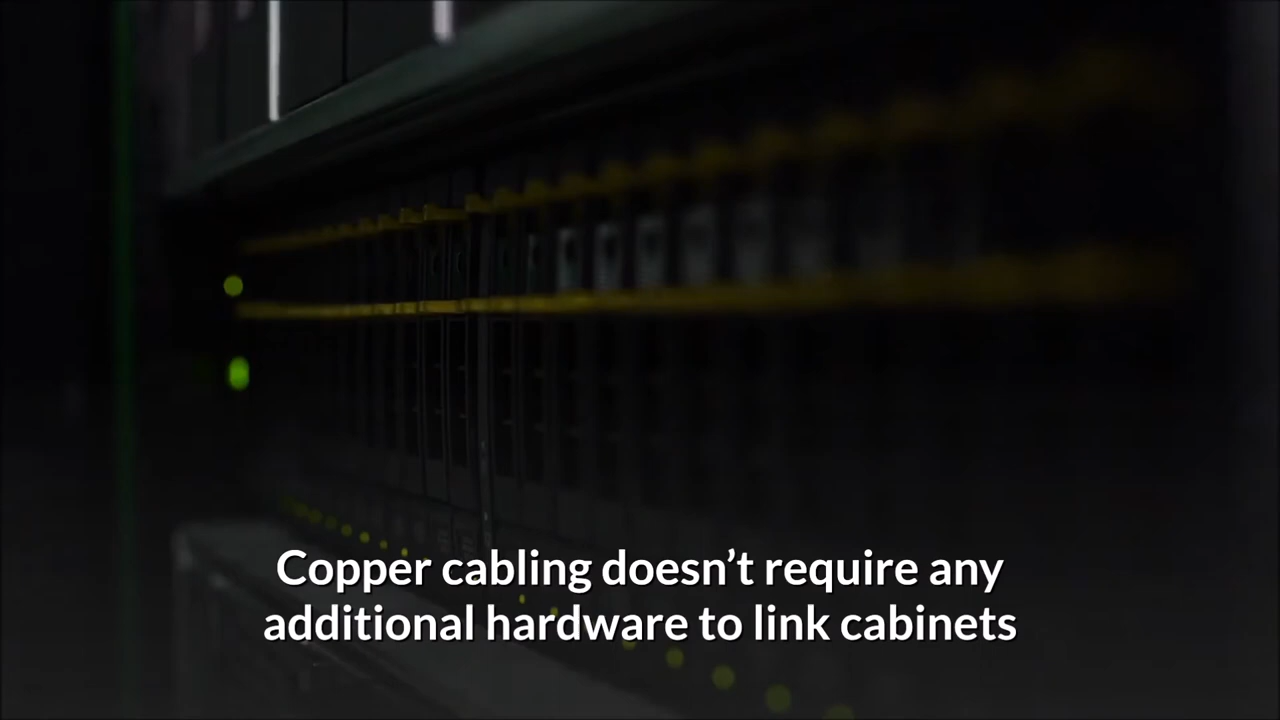 Copper cabling doesn’t require any
additional hardware to link cabinets